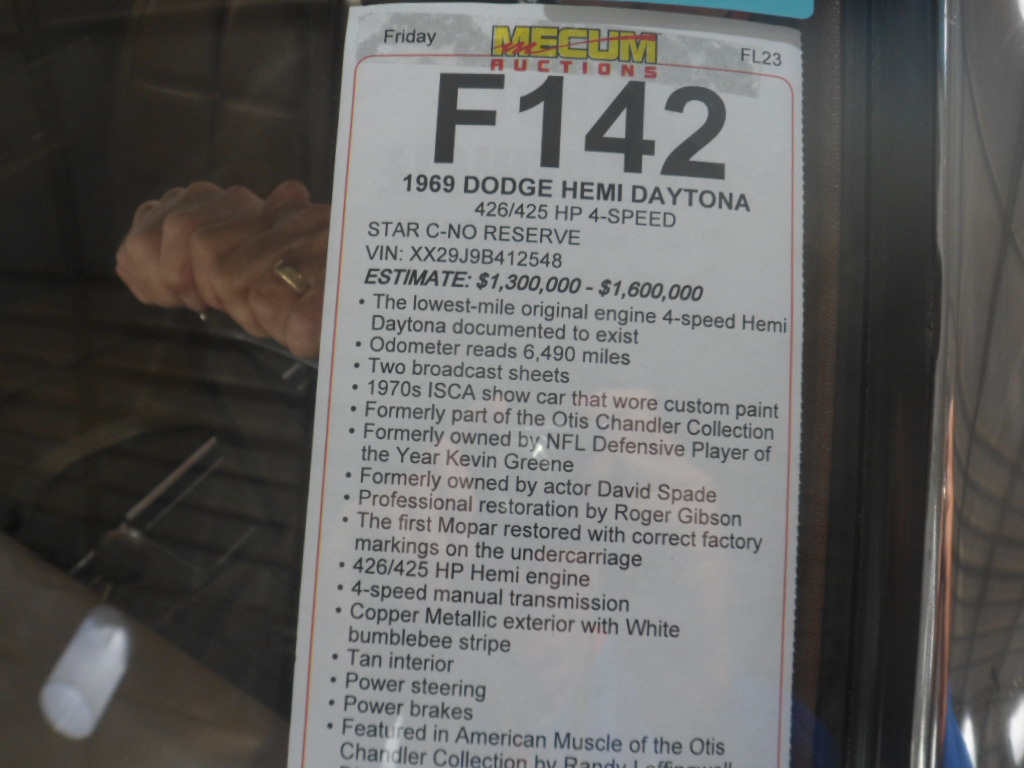 Friday
MECUM
AUCTIONS
FL23
F142
1969 DODGE HEMI DAYTONA
426/425 HP 4-SPEED
STAR C-NO RESERVE
VIN: XX29J9B412548
ESTIMATE: $1,300,000 - $1,600,000
• The lowest-mile original engine 4-speed Hemi
Daytona documented to exist
• Odometer reads 6,490 miles
• Two broadcast sheets
• 1970s ISCA show car that wore custom paint
• Formerly part of the Otis Chandler Collection
• Formerly owned by NFL Defensive Player of
the Year Kevin Greene
• Formerly owned by actor David Spade
• Professional restoration by Roger Gibson
• The first Mopar restored with correct factory
markings on the undercarriage
• 426/425 HP Hemi engine
• 4-speed manual transmission
• Copper Metallic exterior with White
bumblebee stripe
• Tan interior
• Power steering
• Power brakes
• Featured in American Muscle of the Otis
Chandler Collection by Randy Leffingwell